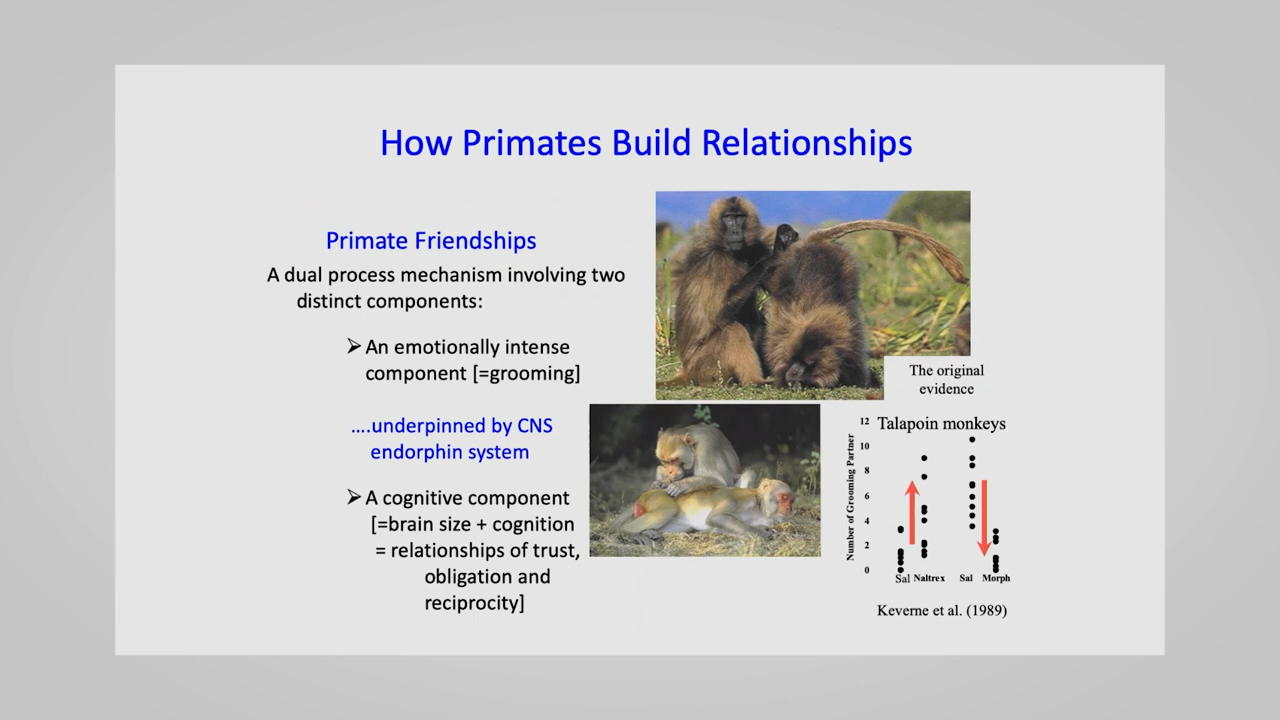 How Primates Build Relationships
Primate Friendships
A dual process mechanism involving two
distinct components:
➢ An emotionally intense
component [=grooming]
....underpinned by CNS
endorphin system
➢ A cognitive component
[=brain size + cognition
= relationships of trust,
obligation and
reciprocity]
The original
evidence
Talapoin monkeys
Number of Grooming Partner
12
10
8
6
4
2
0
Sal Naltrex Sal Morph
Keverne et al. (1989)